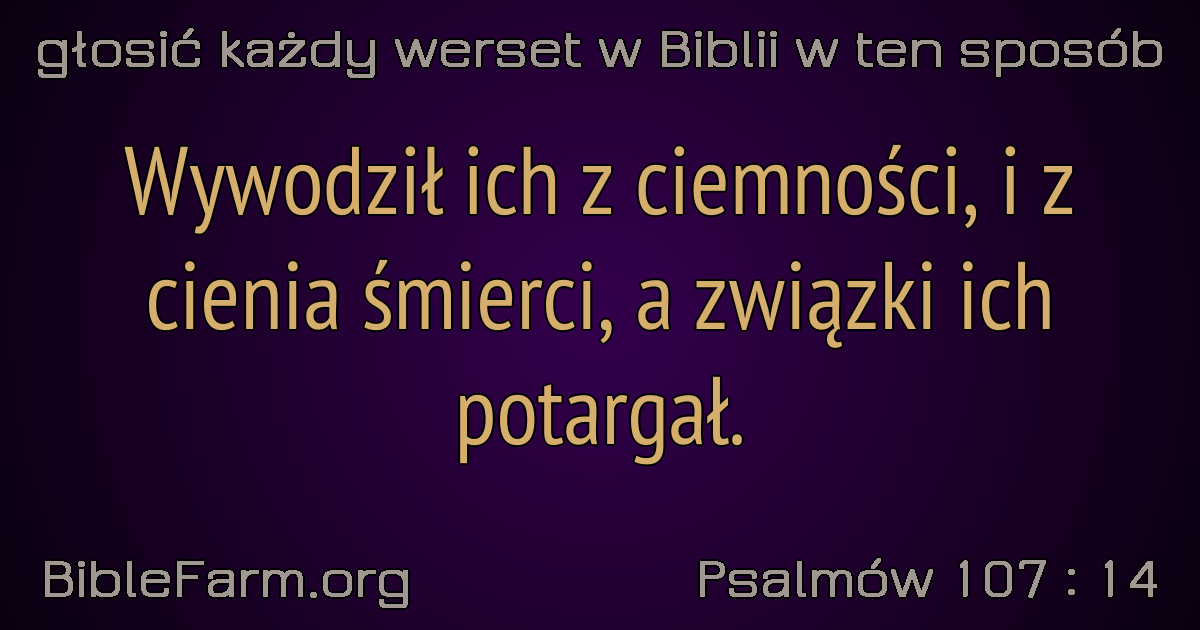 głosić każdy werset w Biblii w ten sposób
Wywodził ich z ciemności, i z
cienia śmierci, a związki ich
potargał.
BibleFarm.org
Psalmów 107 : 14